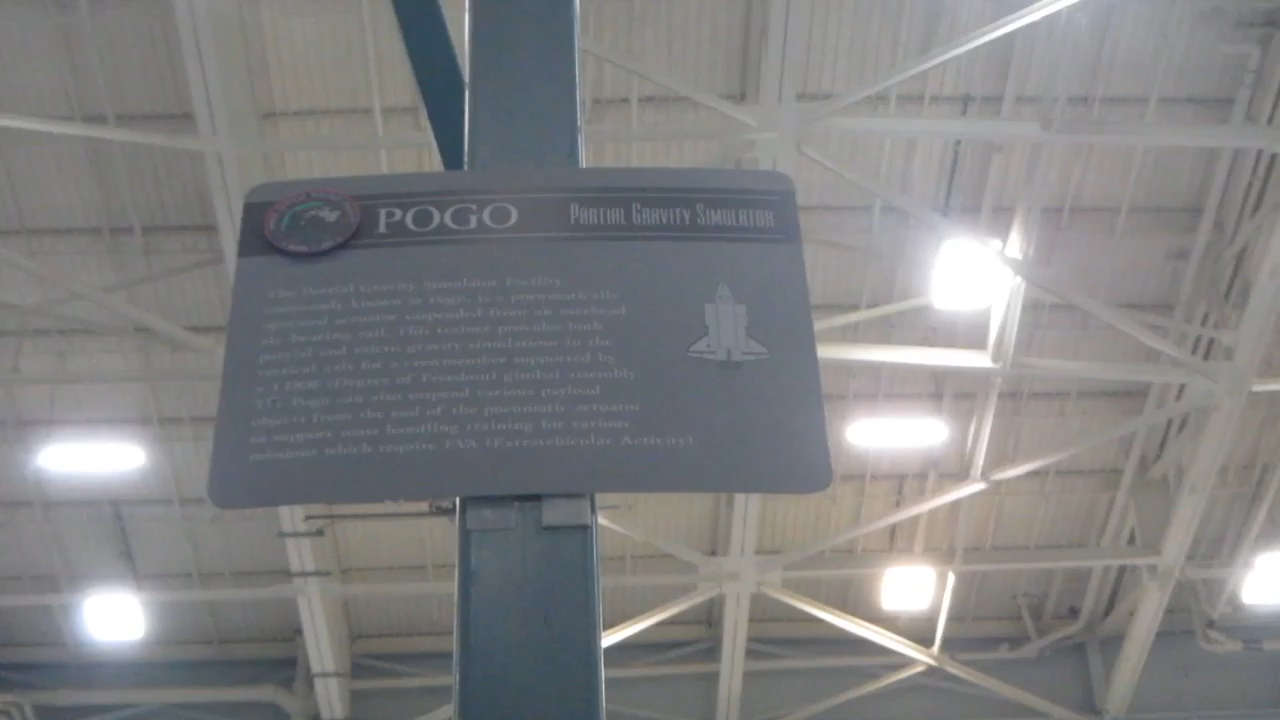 POGO PARTIAL GRAVITY SIMULATOR
The Partial Gravity Simulator Facility,
commonly known as Pogo, is a pneumatically
operated actuator suspended from an overhead
air-bearing rail. This trainer provides both
partial and micro gravity simulations in the
vertical axis for a crewmember supported by
a 3 DOF (Degree of Freedom) gimbal assembly.
The Pogo can also suspend various payload
objects from the end of the pneumatic actuator
to support mass handling training for various
missions which require EVA (Extravehicular Activity).